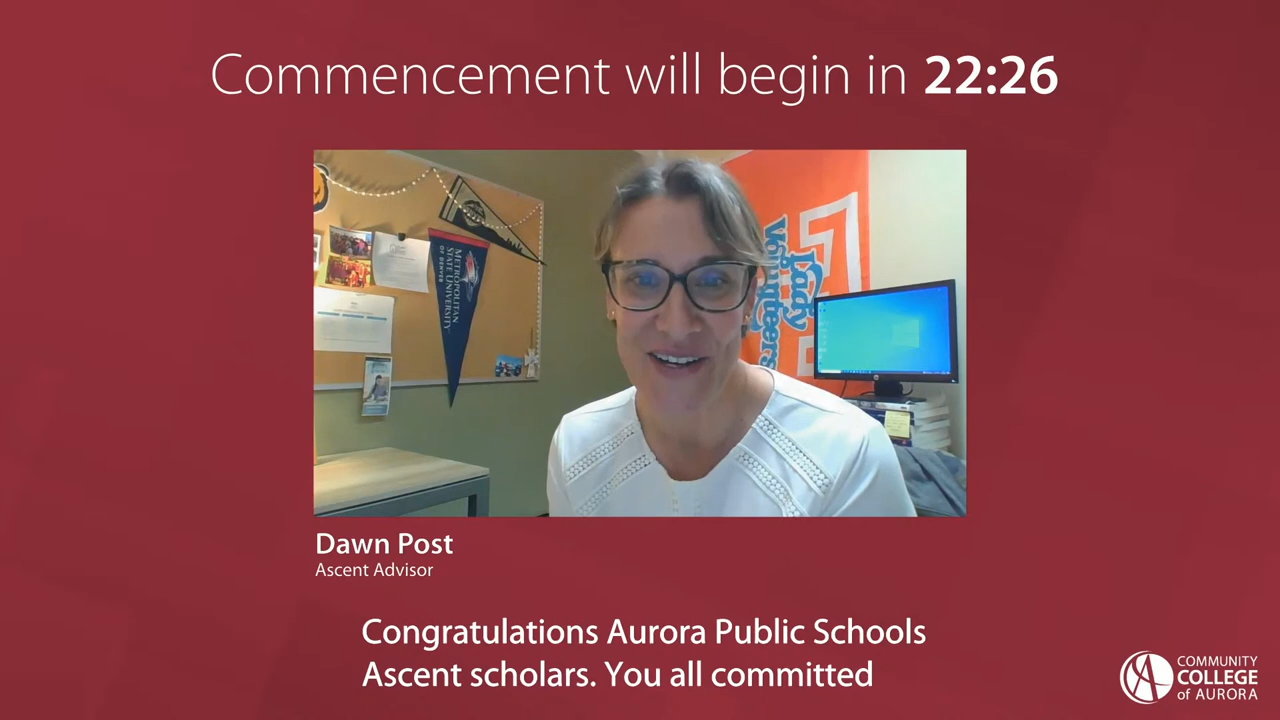 Commencement will begin in 22:26
METROPOLITAN
STATE UNIVERSITY
OF DENVER
Lady
Volunteers
Dawn Post
Ascent Advisor
Congratulations Aurora Public Schools
Ascent scholars. You all committed
COMMUNITY
COLLEGE
of AURORA